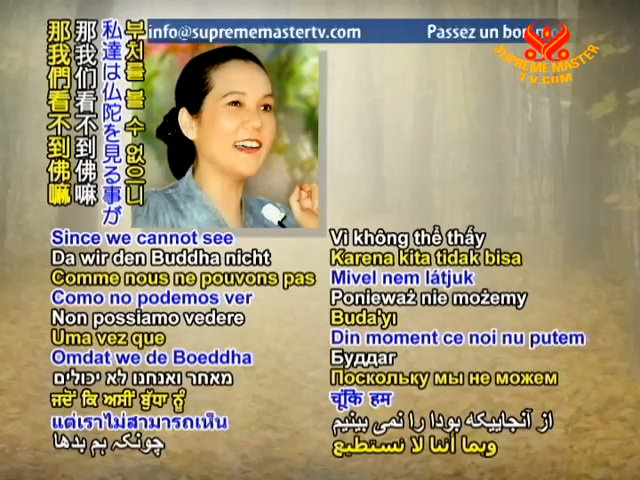 info@suprememastertv.com
Passez un bon
SUPREME MASTER
TV.COM
부처를 볼 수 없으니
私達は仏陀を見る事が
那我们看不到佛嘛
那我們看不到佛嘛
Since we cannot see
Da wir den Buddha nicht
Comme nous ne pouvons pas
Como no podemos ver
Non possiamo vedere
Uma vez que
Omdat we de Boeddha
מאחר ואנחנו לא יכולים
ਜਦੋਂ ਕਿ ਅਸੀਂ ਬੁੱਧਾ ਨੂੰ
แต่เราไม่สามารถเห็น
چونکہ ہم بدھا
Vì không thể thấy
Karena kita tidak bisa
Mivel nem látjuk
Ponieważ nie możemy
Buda'yı
Din moment ce noi nu putem
Буддаг
Поскольку мы не можем
चूंकि हम
از آنجاییکه بودا را نمی بینیم
وبما أننا لا نستطيع